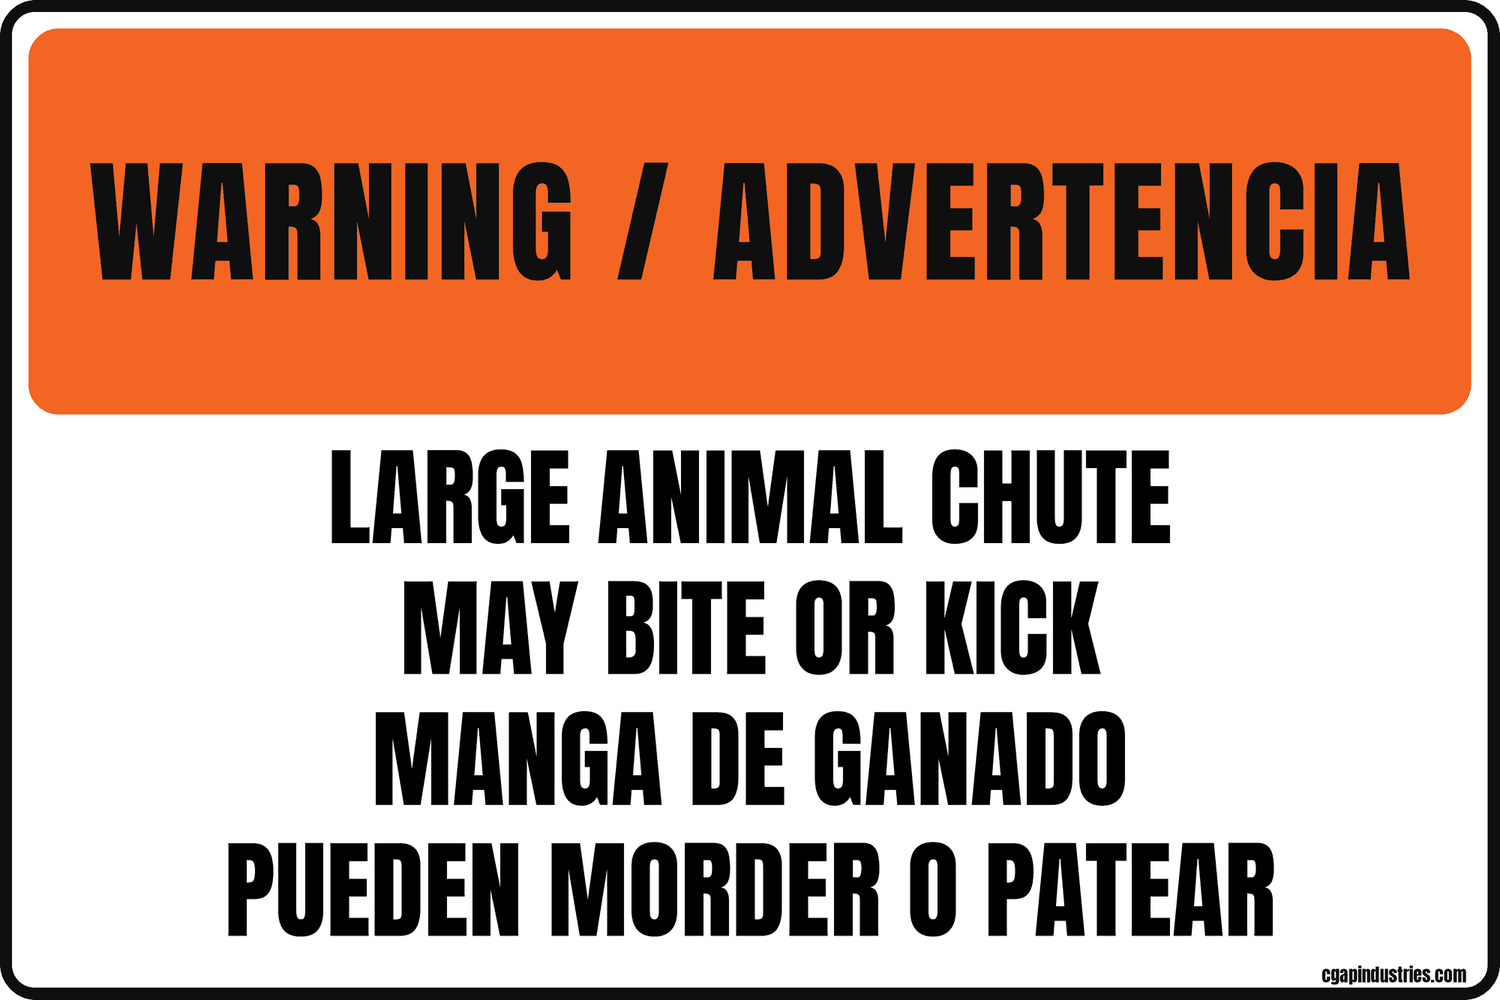 WARNING / ADVERTENCIA
LARGE ANIMAL CHUTE
MAY BITE OR KICK
MANGA DE GANADO
PUEDEN MORDER O PATEAR
cgapindustries.com